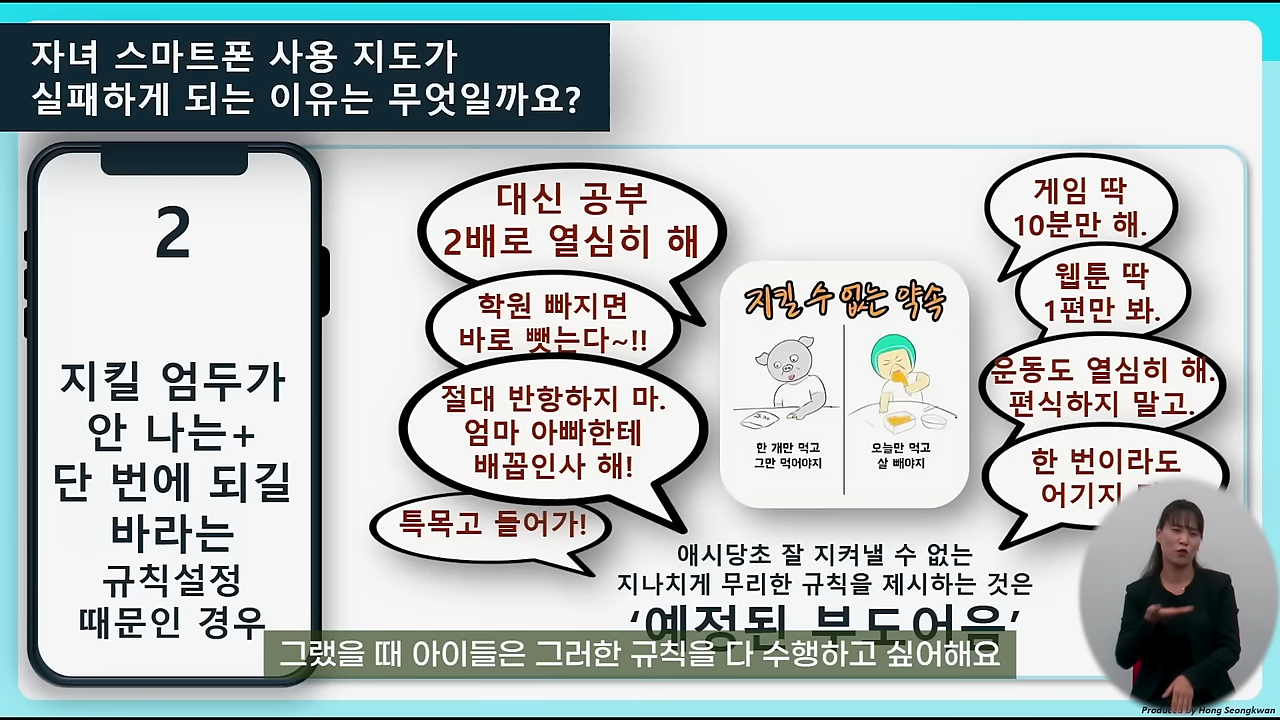 자녀 스마트폰 사용 지도가
실패하게 되는 이유는 무엇일까요?
2
지킬 엄두가
안 나는+
단 번에 되길
바라는
규칙설정
때문인 경우
대신 공부
2배로 열심히 해
학원 빠지면
바로 뺏는다~!!
절대 반항하지 마.
엄마 아빠한테
배꼽인사 해!
특목고 들어가!
지킬 수 없는 약속
한 개만 먹고
그만 먹어야지
오늘만 먹고
살 빼야지
게임 딱
10분만 해.
웹툰 딱
1편만 봐.
운동도 열심히 해.
편식하지 말고.
한 번이라도
어기지
애시당초 잘 지켜낼 수 없는
지나치게 무리한 규칙을 제시하는 것은
‘예정된 부도어음’
그랬을 때 아이들은 그러한 규칙을 다 수행하고 싶어해요
Produced by Hong Seongkwan